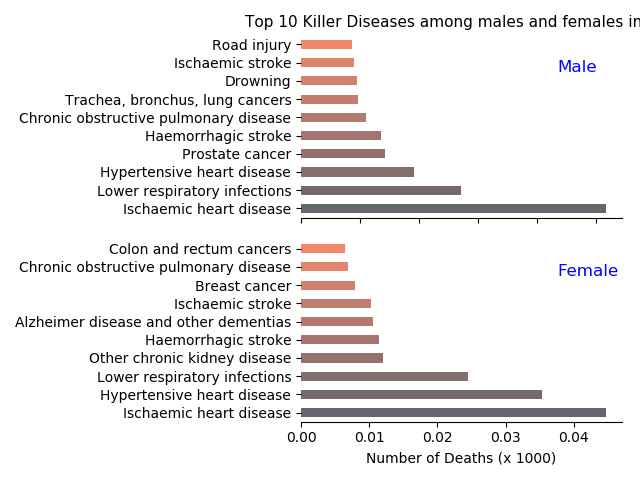 Top 10 Killer Diseases among males and females in
Male
Road injury
Ischaemic stroke
Drowning
Trachea, bronchus, lung cancers
Chronic obstructive pulmonary disease
Haemorrhagic stroke
Prostate cancer
Hypertensive heart disease
Lower respiratory infections
Ischaemic heart disease
Female
Colon and rectum cancers
Chronic obstructive pulmonary disease
Breast cancer
Ischaemic stroke
Alzheimer disease and other dementias
Haemorrhagic stroke
Other chronic kidney disease
Lower respiratory infections
Hypertensive heart disease
Ischaemic heart disease
0.00 0.01 0.02 0.03 0.04
Number of Deaths (x 1000)